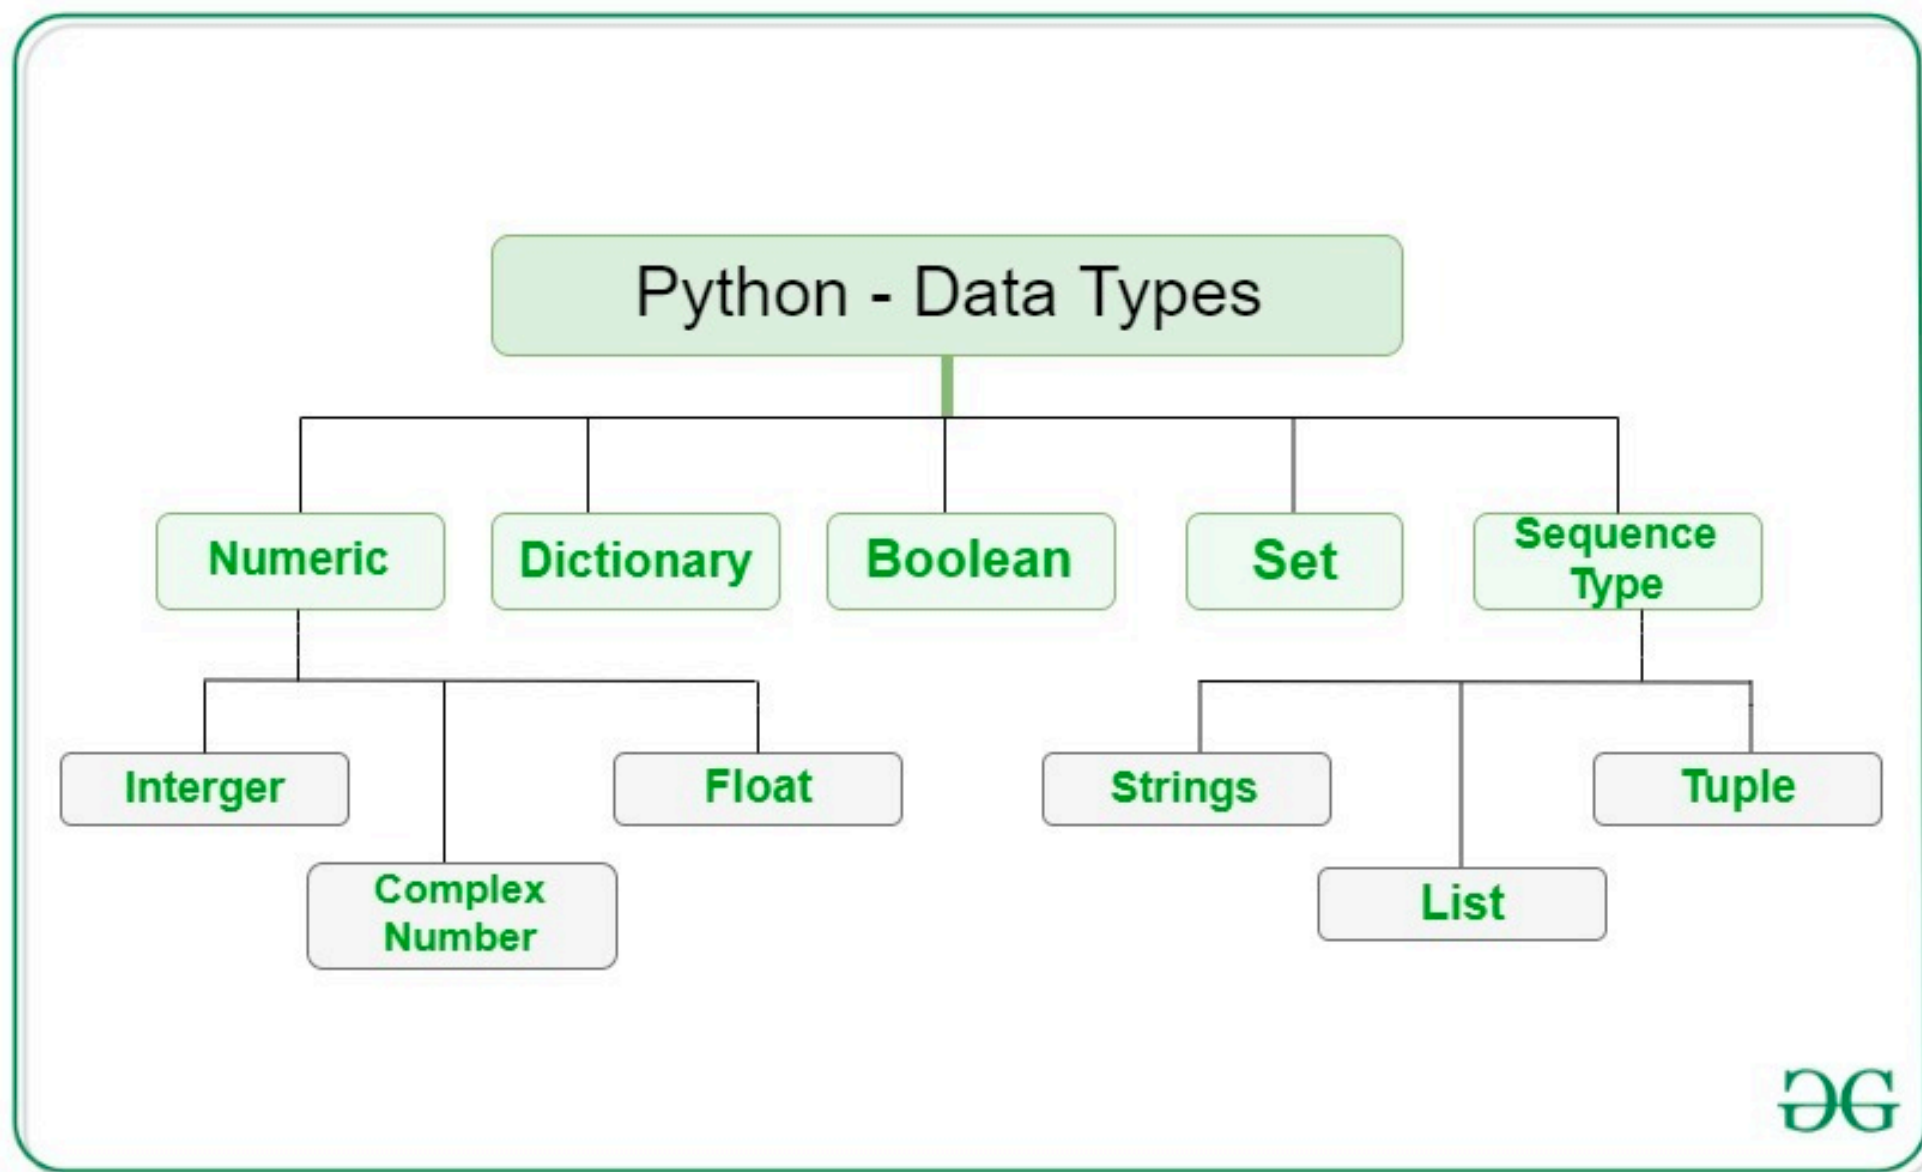 Python - Data Types
Numeric
Dictionary
Boolean
Set
Sequence
Type
Interger
Float
Strings
Tuple
Complex
Number
List